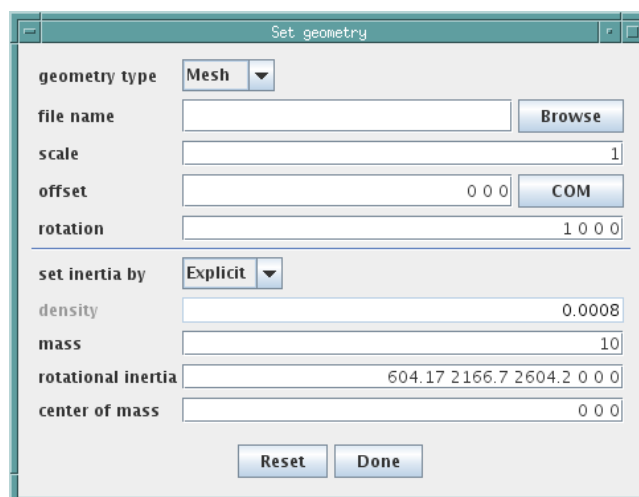 Set geometry
geometry type Mesh
file name Browse
scale 1
offset 0 0 0 COM
rotation 1 0 0 0
set inertia by Explicit
density 0.0008
mass 10
rotational inertia 604.17 2166.7 2604.2 0 0 0
center of mass 0 0 0
Reset Done